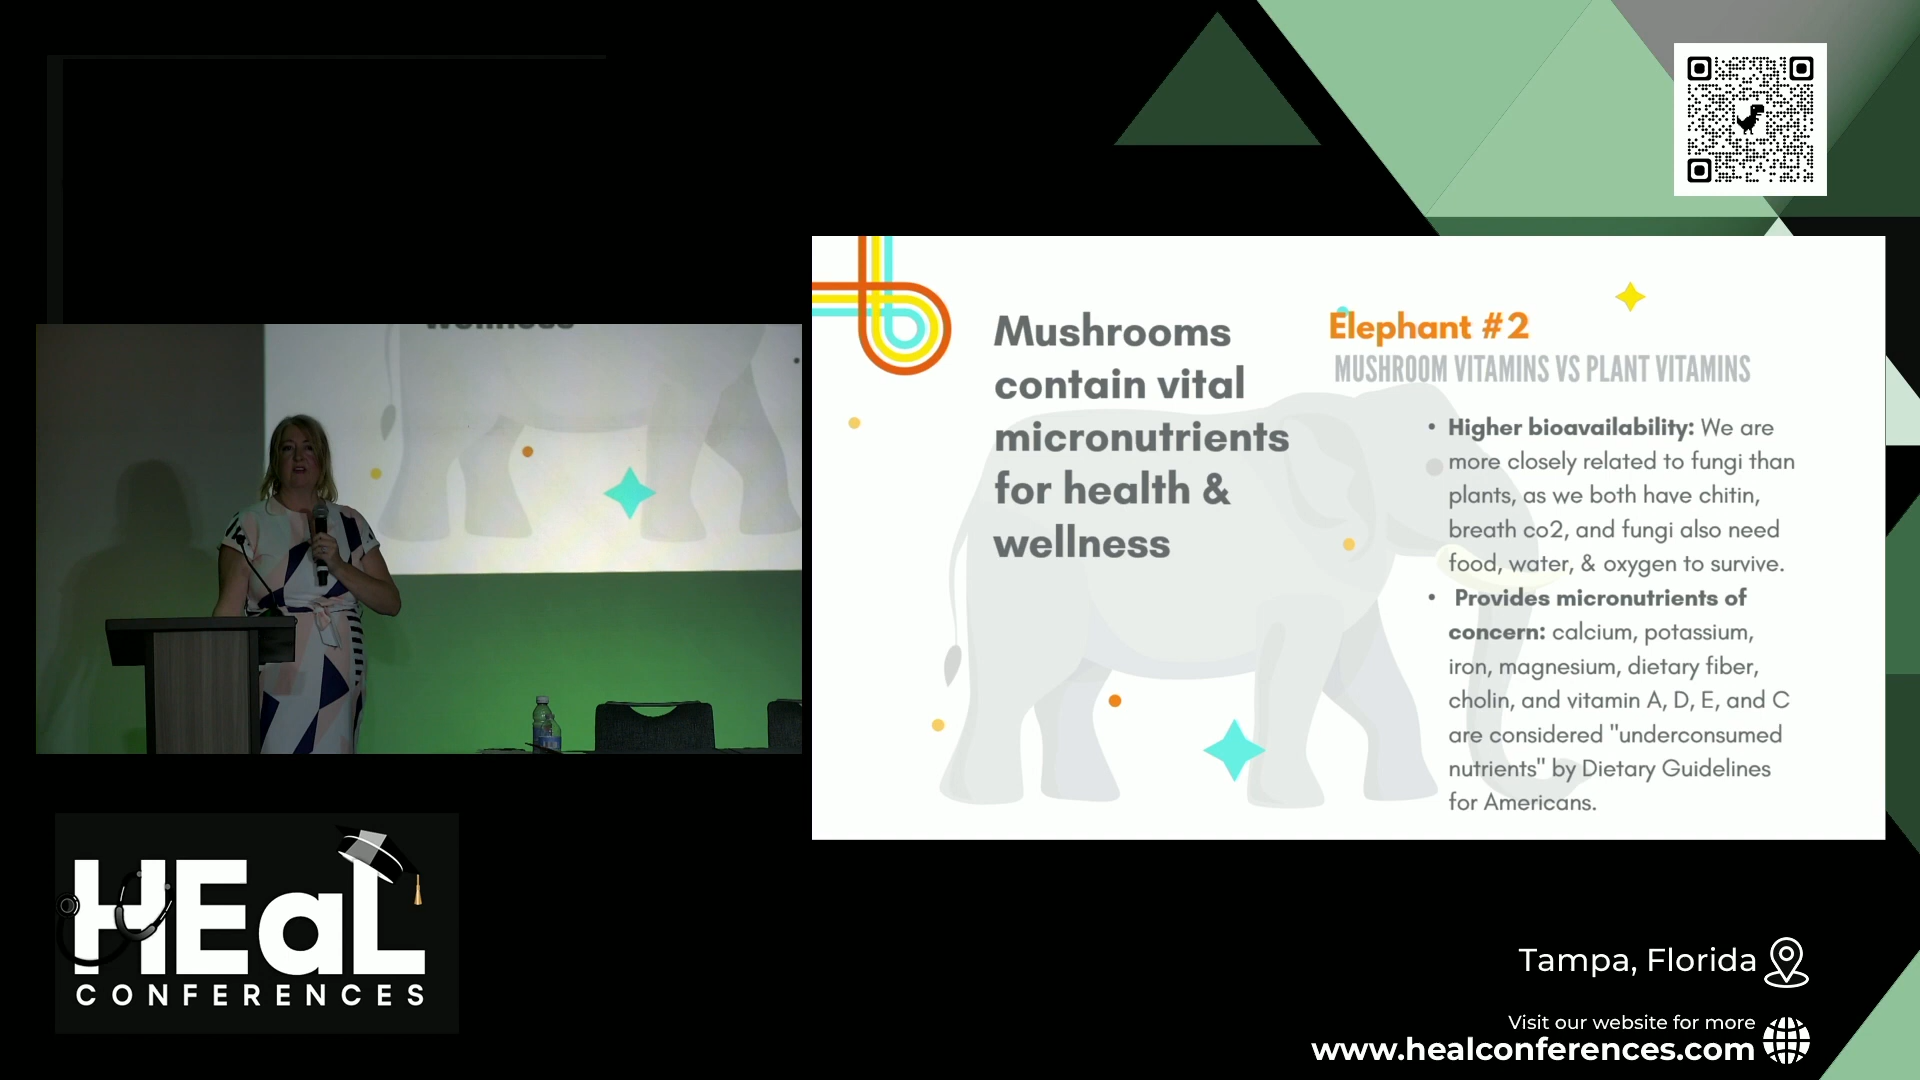 Mushrooms
contain vital
micronutrients
for health &
wellness
Elephant #2
MUSHROOM VITAMINS VS PLANT VITAMINS
• Higher bioavailability: We are
more closely related to fungi than
plants, as we both have chitin,
breath co2, and fungi also need
food, water, & oxygen to survive.
• Provides micronutrients of
concern: calcium, potassium,
iron, magnesium, dietary fiber,
cholin, and vitamin A, D, E, and C
are considered "underconsumed
nutrients" by Dietary Guidelines
for Americans.
wellness
HEaL
CONFERENCES
Tampa, Florida
Visit our website for more
www.healconferences.com